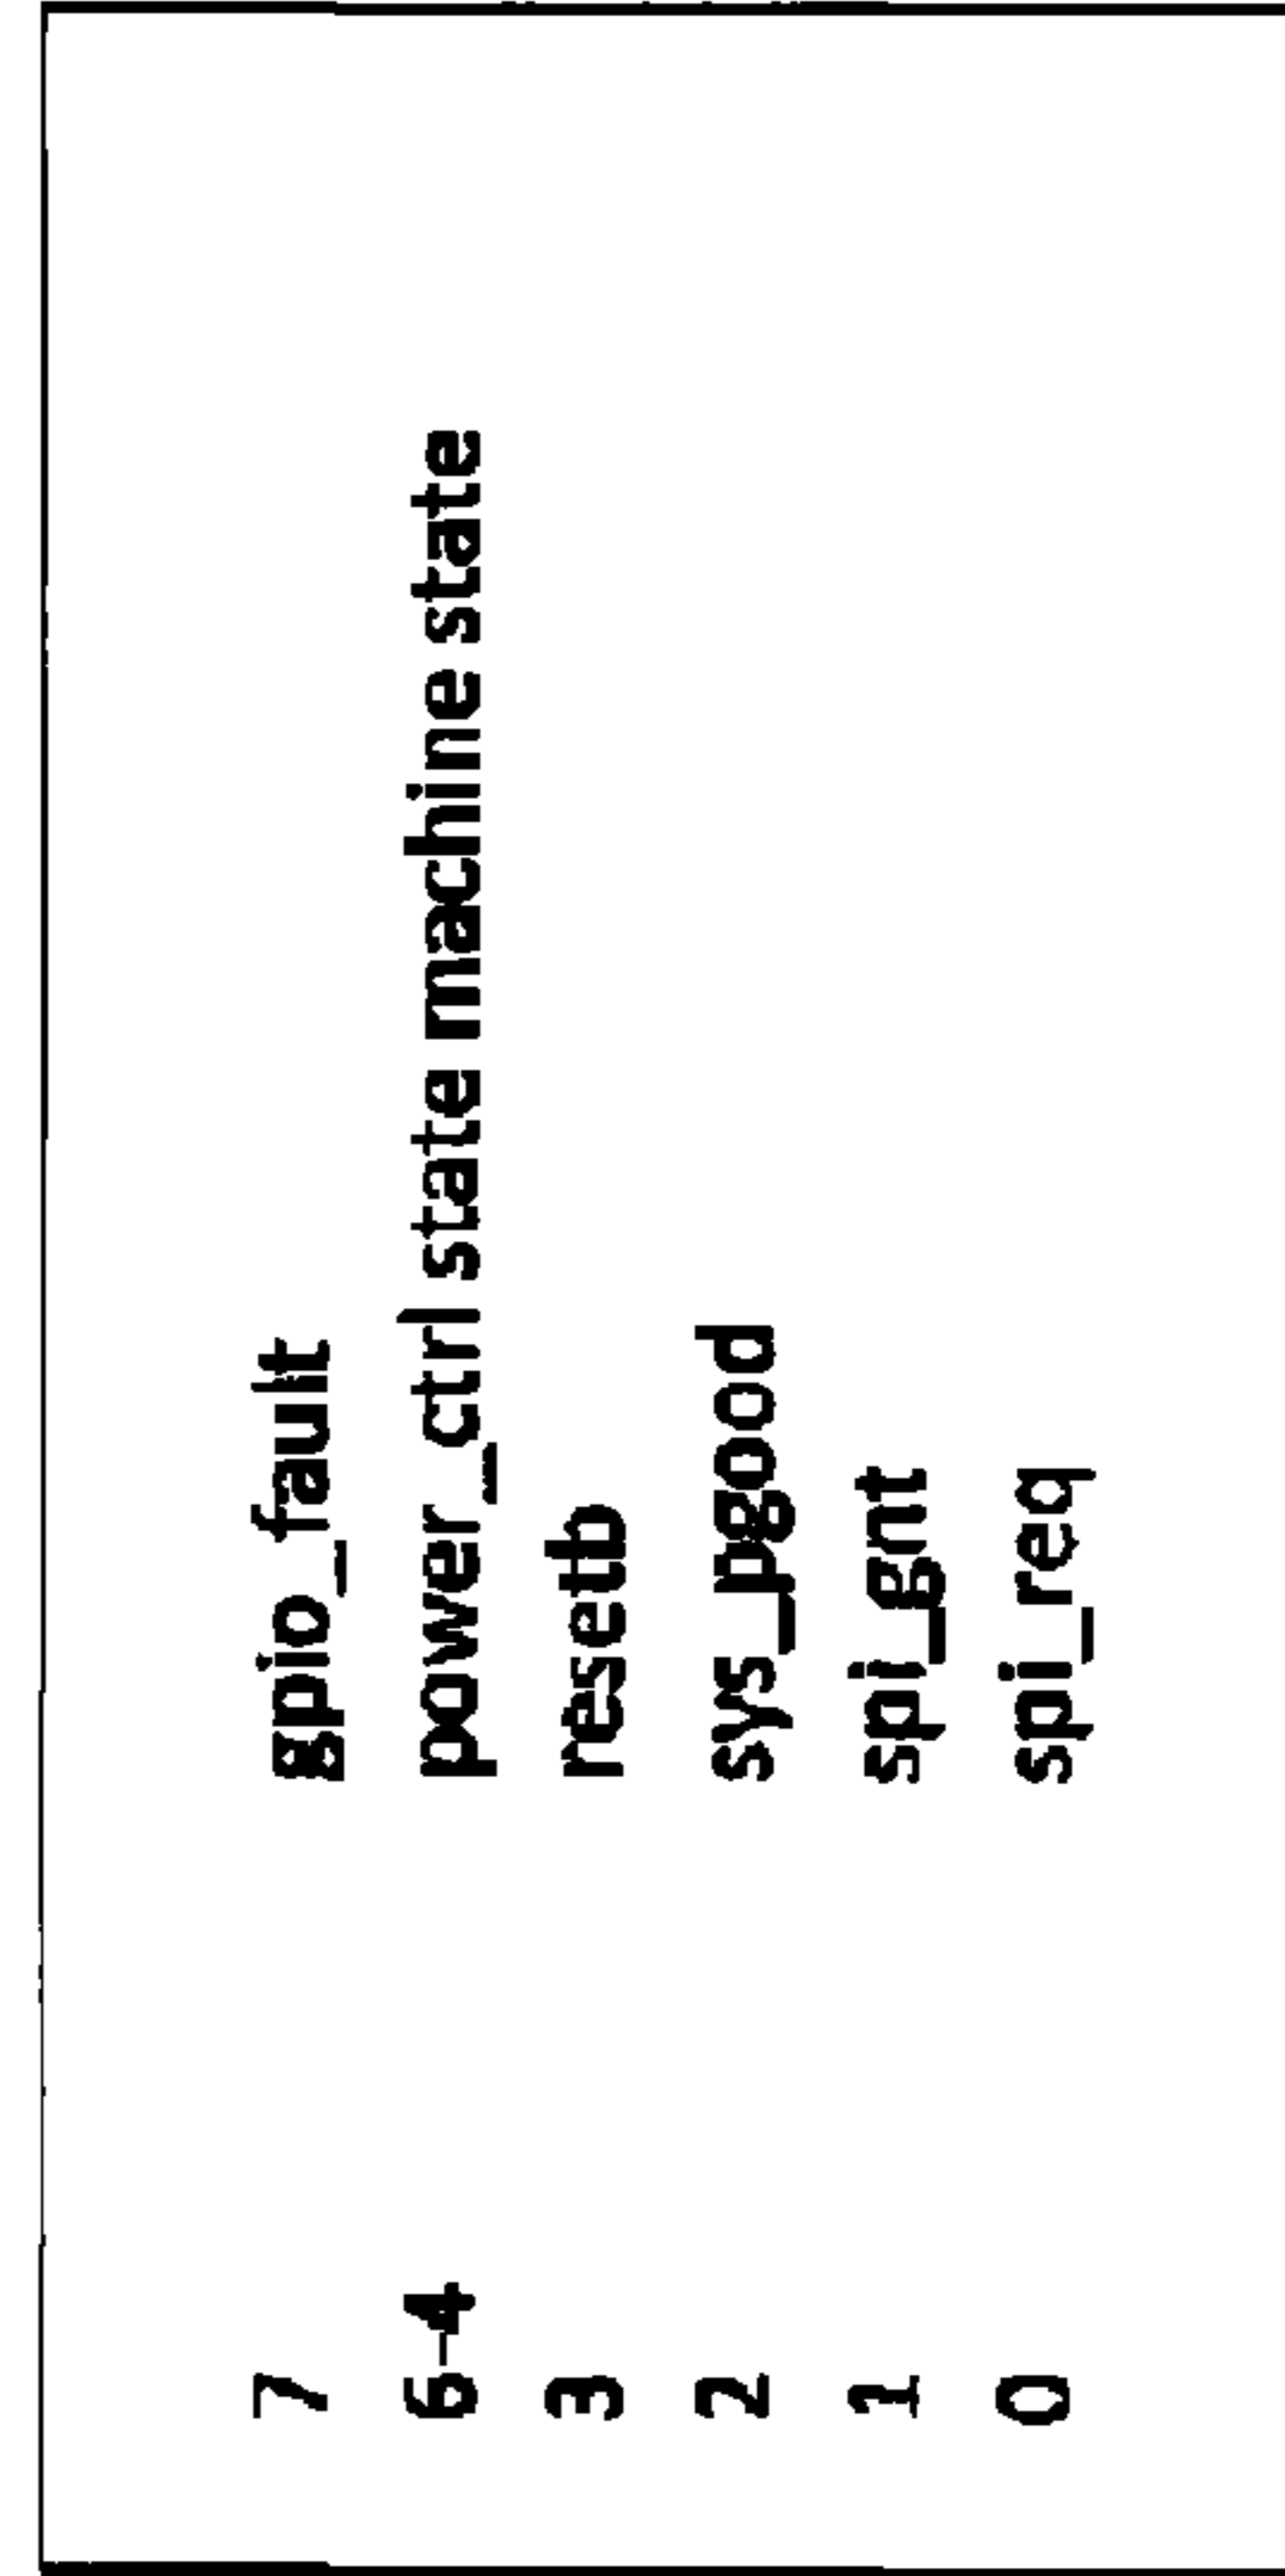 7 gpio_fault
6-4 power_ctrl state machine state
3 resetb
2 sys_pgood
1 spi_gnt
0 spi_req